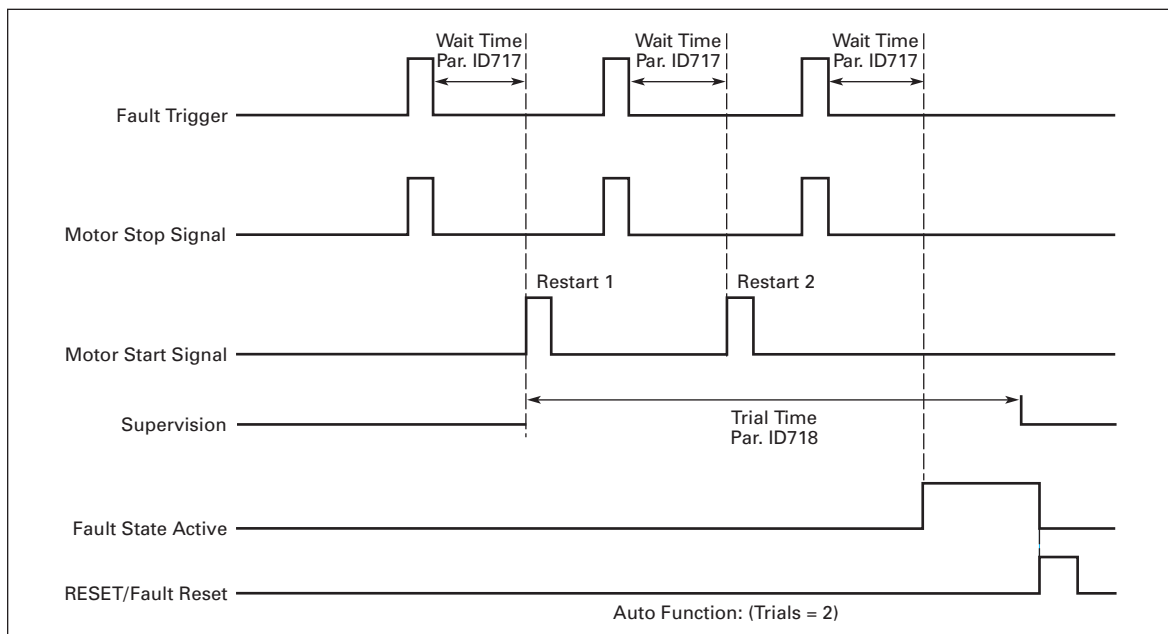 Wait Time
Par. ID717
Wait Time
Par. ID717
Wait Time
Par. ID717
Fault Trigger
Motor Stop Signal
Restart 1
Restart 2
Motor Start Signal
Trial Time
Par. ID718
Supervision
Fault State Active
RESET/Fault Reset
Auto Function: (Trials = 2)